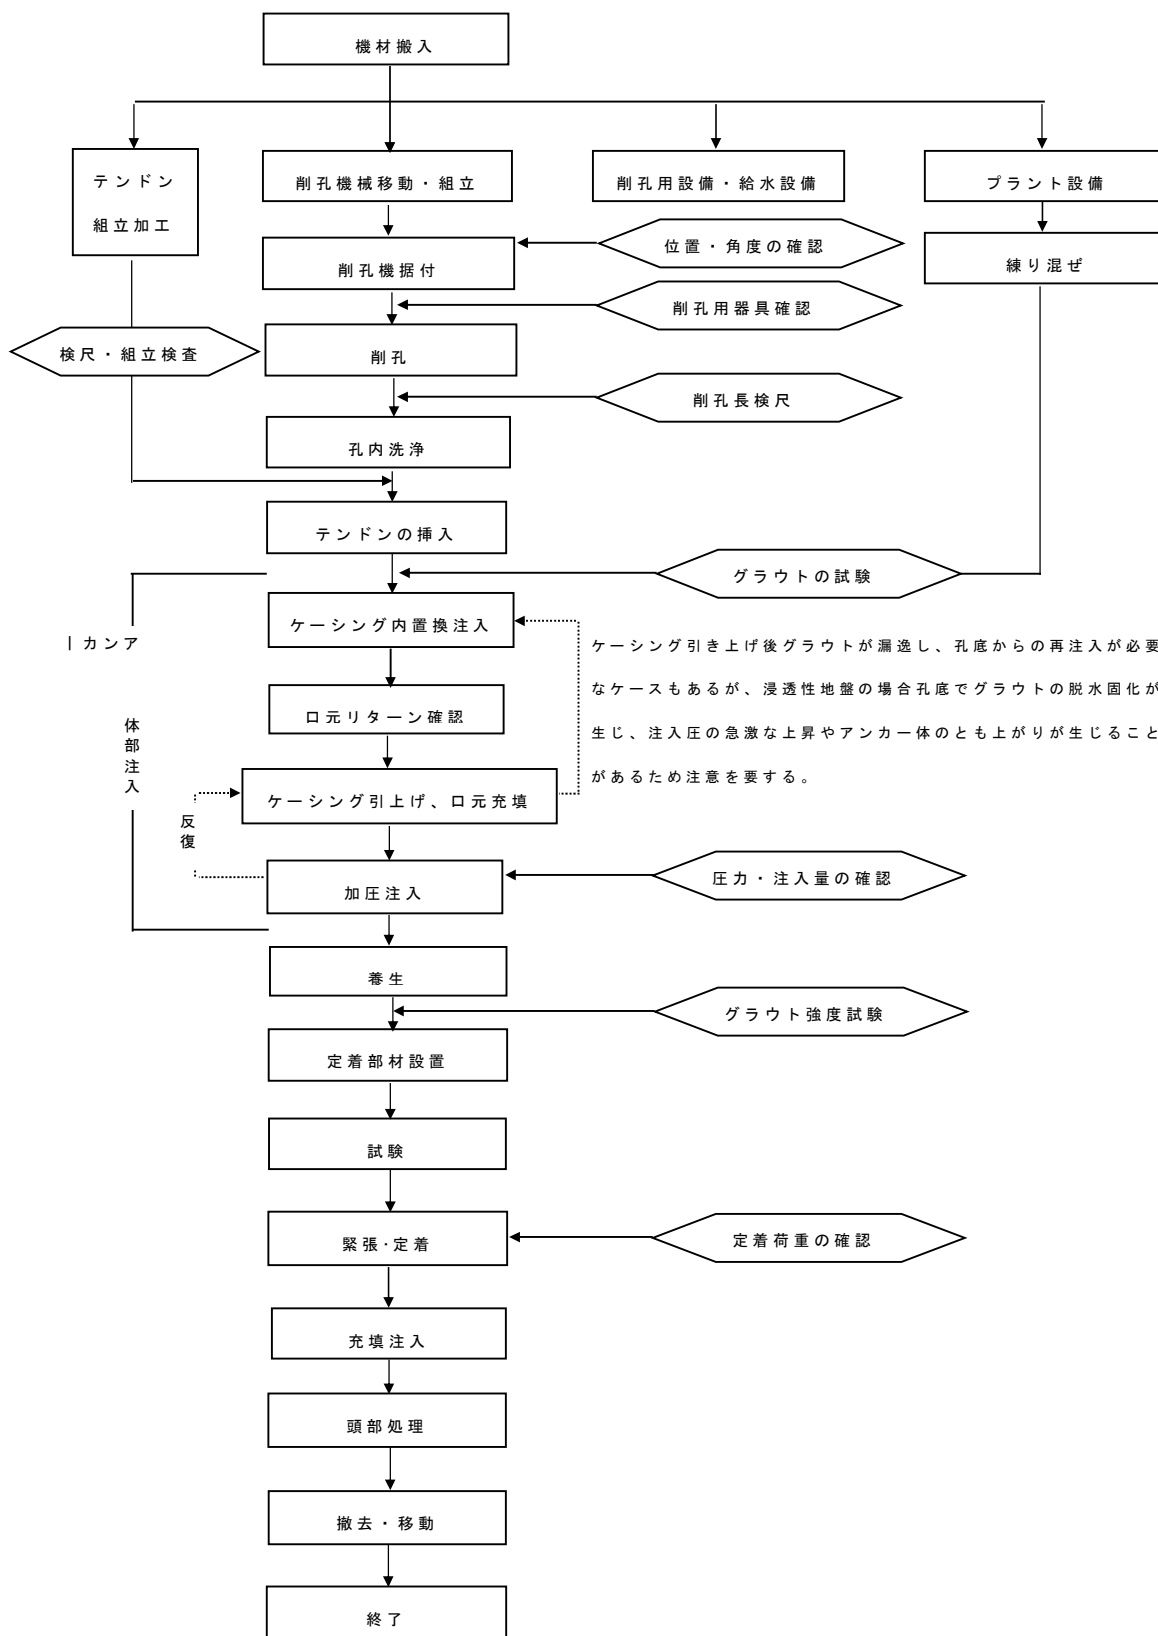 機材搬入
テンドン
組立加工
削孔機械移動・組立
削孔用設備・給水設備
プラント設備
削孔機据付
位置・角度の確認
練り混ぜ
削孔用器具確認
検尺・組立検査
削孔
削孔長検尺
孔内洗浄
テンドンの挿入
グラウトの試験
ケーシング内置換注入
アンカー
体部注入
ケーシング引き上げ後グラウトが漏逸し、孔底からの再注入が必要
なケースもあるが、浸透性地盤の場合孔底でグラウトの脱水固化が
生じ、注入圧の急激な上昇やアンカー体のとも上がりが生じること
があるため注意を要する。
口元リターン確認
ケーシング引上げ、口元充填
反復
加圧注入
圧力・注入量の確認
養生
グラウト強度試験
定着部材設置
試験
緊張・定着
定着荷重の確認
充填注入
頭部処理
撤去・移動
終了